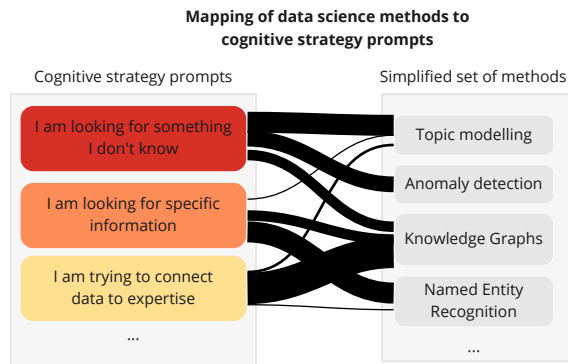 Mapping of data science methods to
cognitive strategy prompts
Cognitive strategy prompts
Simplified set of methods
I am looking for something
I don't know
I am looking for specific
information
I am trying to connect
data to expertise
...
Topic modelling
Anomaly detection
Knowledge Graphs
Named Entity
Recognition
...